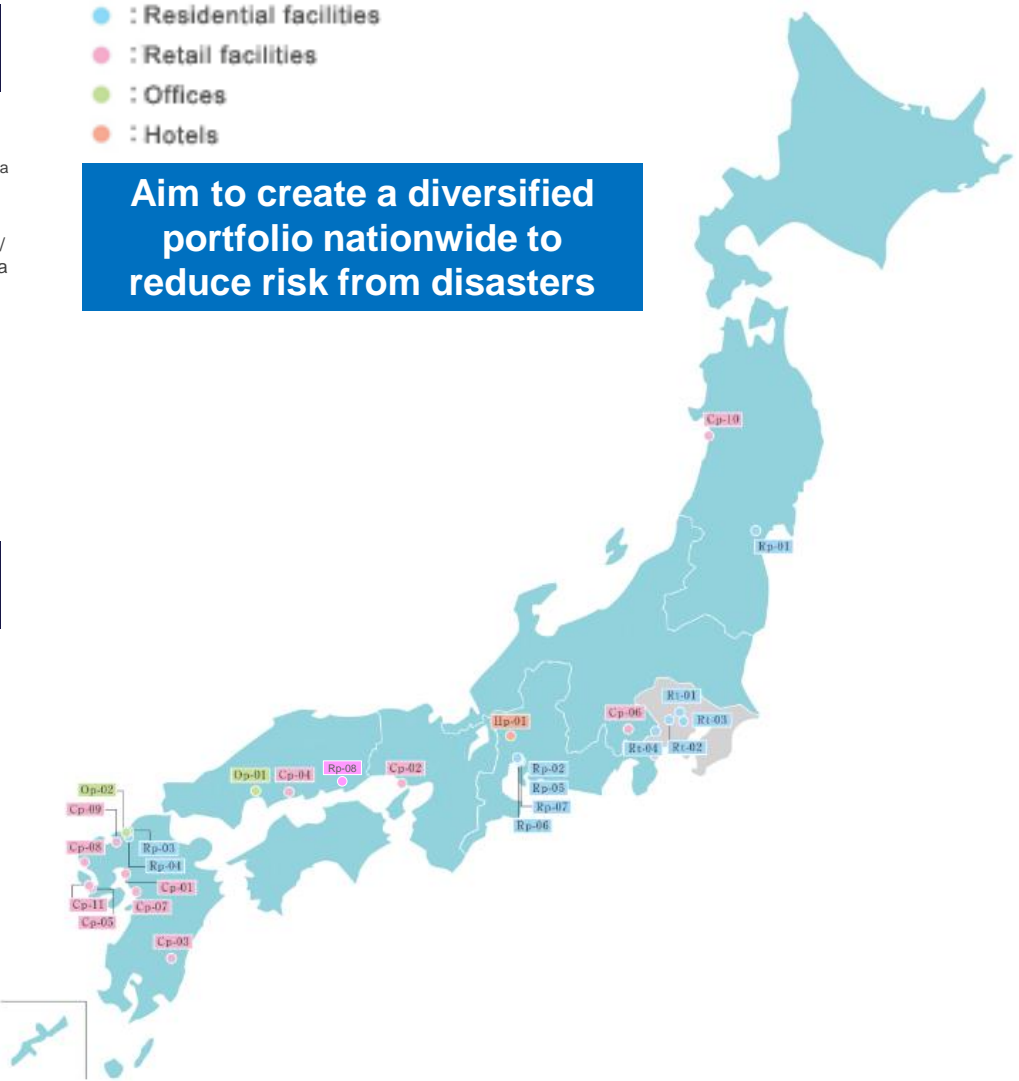 : Residential facilities
: Retail facilities
: Offices
: Hotels
a
/
a
Aim to create a diversified
portfolio nationwide to
reduce risk from disasters
Cp-10
Rp-01
Rt-01
Cp-06
Rt-03
Hp-01
Rt-04
Rt-02
Op-01
Cp-04
Rp-08
Cp-02
Rp-02
Op-02
Rp-05
Cp-09
Rp-07
Rp-06
Cp-08
Rp-03
Rp-04
Cp-01
Cp-11
Cp-07
Cp-05
Cp-03